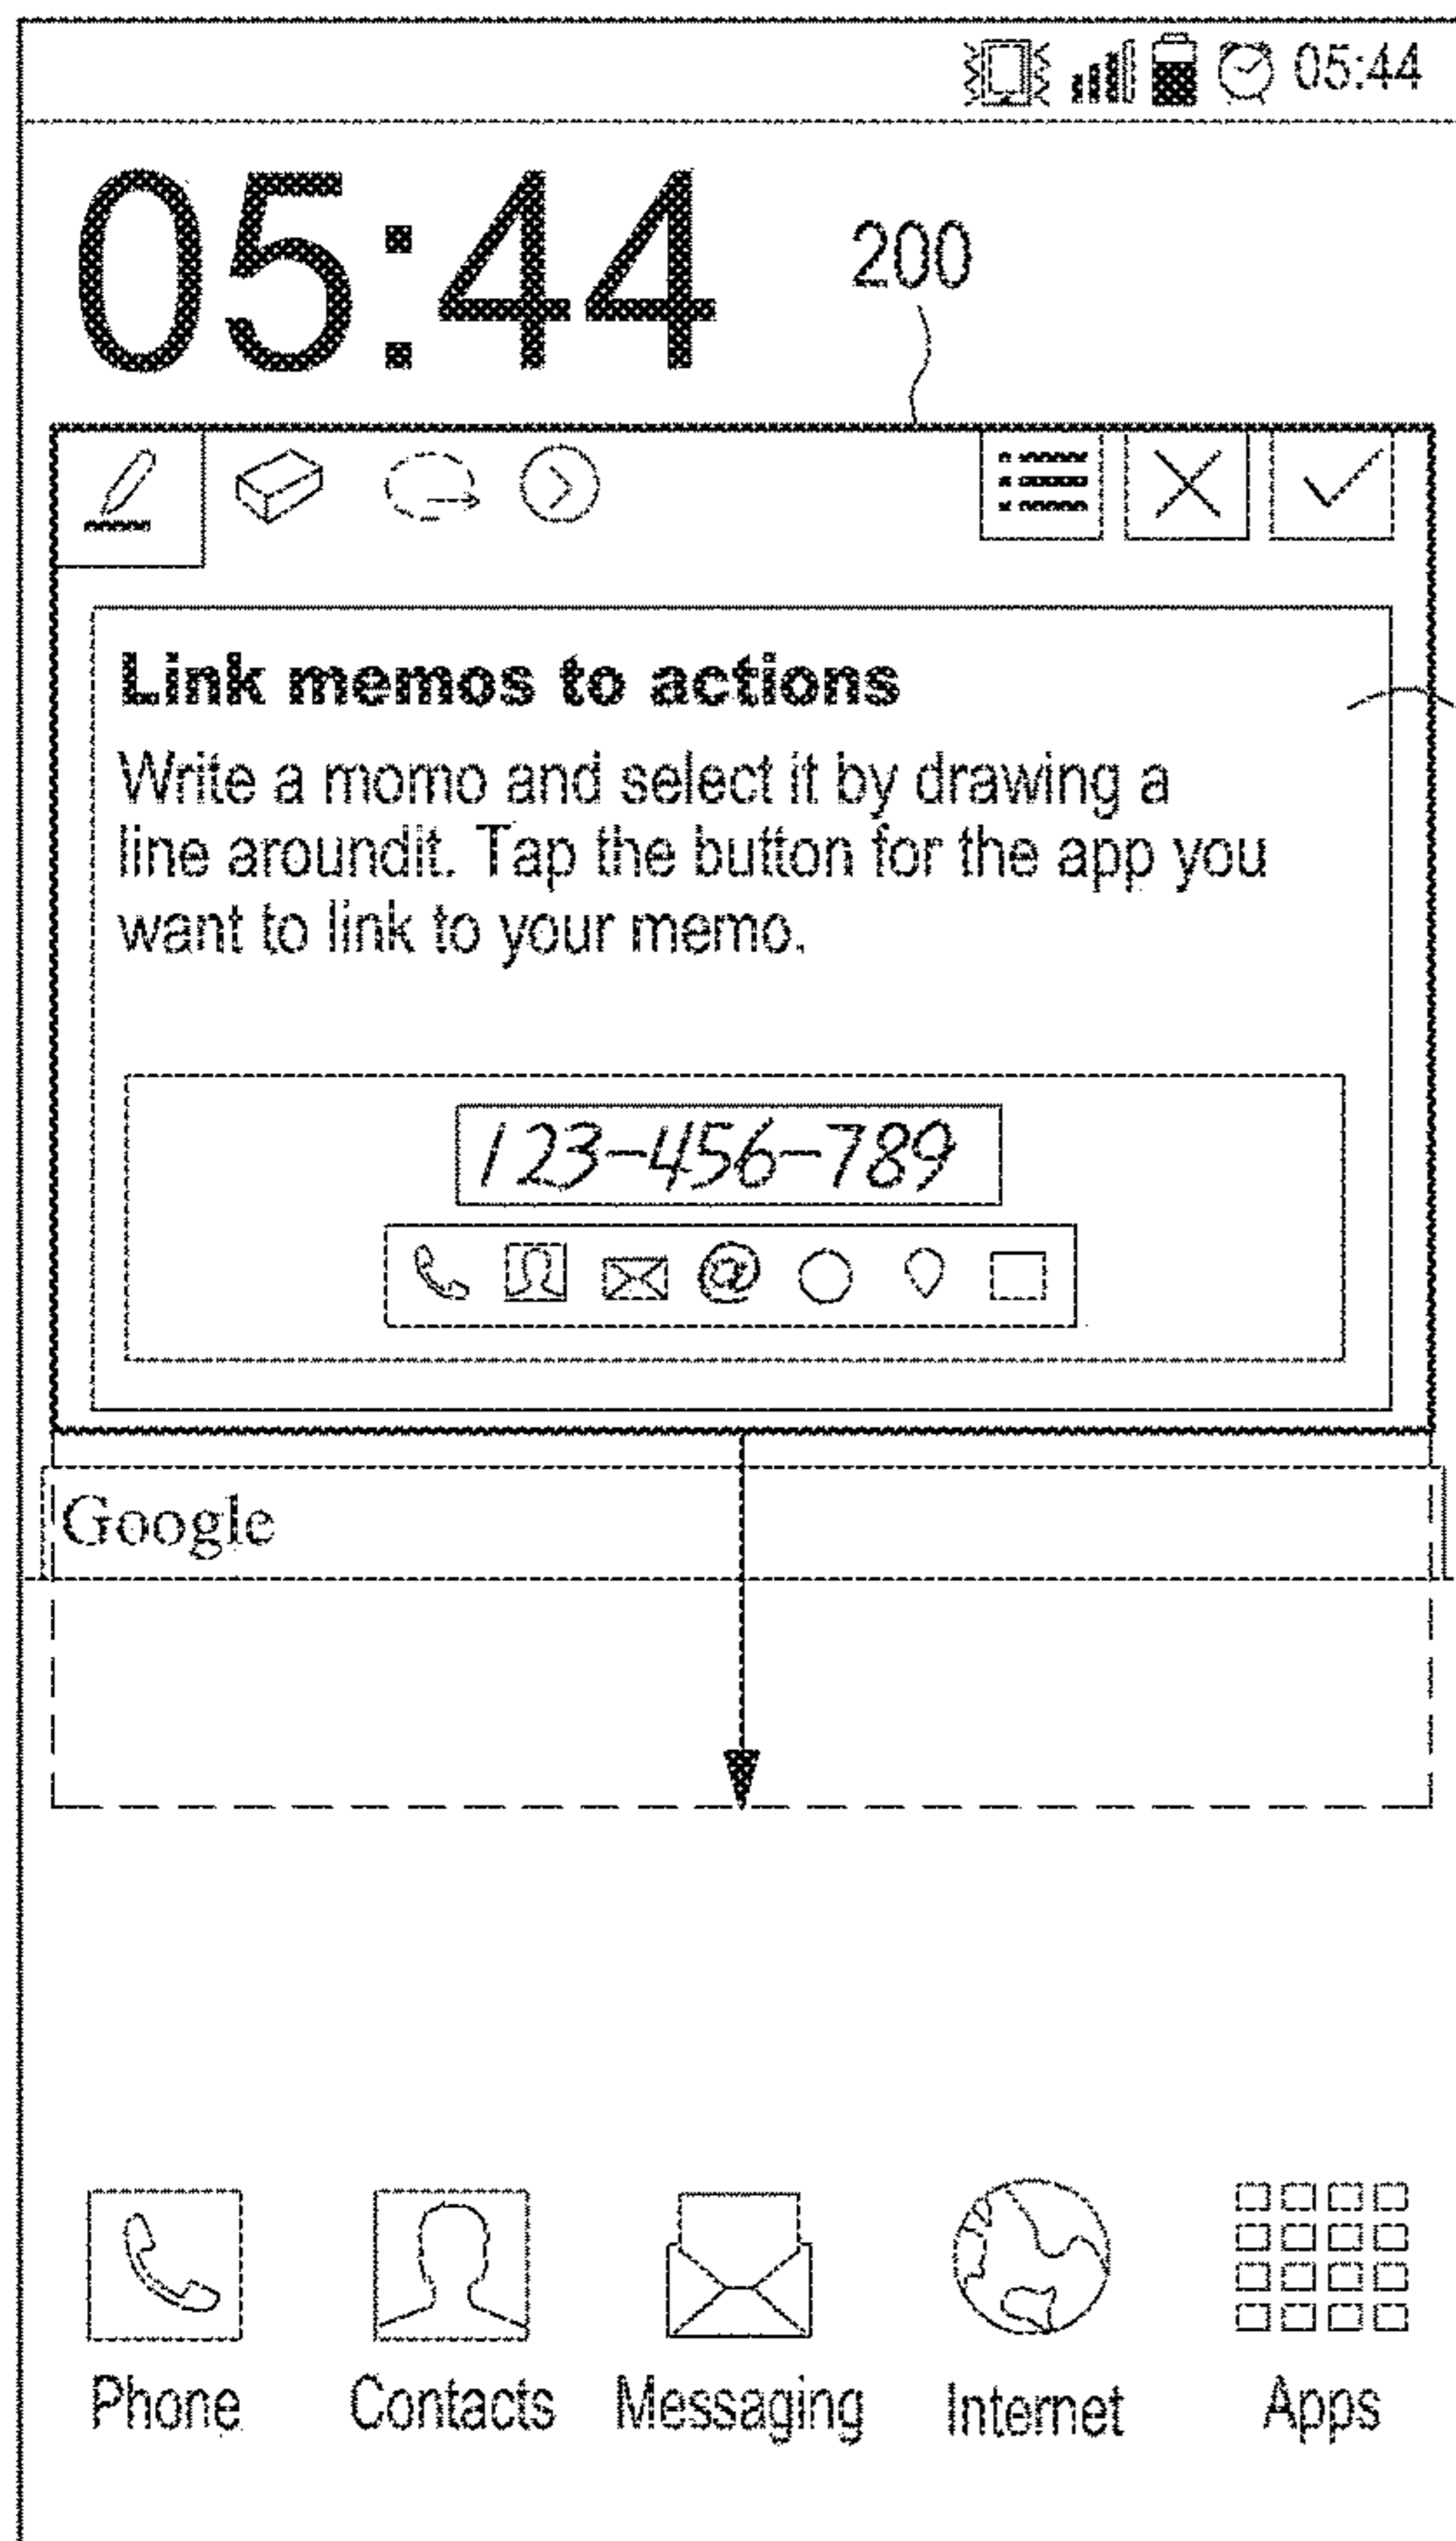 05:44
05:44
200
Link memos to actions
Write a momo and select it by drawing a
line aroundit. Tap the button for the app you
want to link to your memo.
123-456-789
@
Google
Phone Contacts Messaging Internet Apps